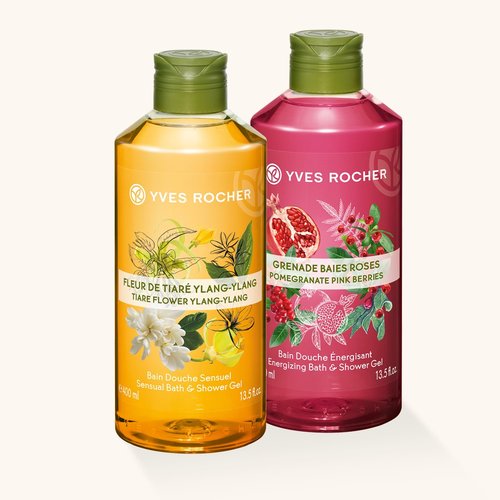 YVES ROCHER
FLEUR DE TIARÉ YLANG-YLANG
TIARE FLOWER YLANG-YLANG
Bain Douche Sensuel
Sensual Bath & Shower Gel
℮400 ml 13.5 fl.oz.
YVES ROCHER
GRENADE BAIES ROSES
POMEGRANATE PINK BERRIES
Bain Douche Énergisant
Energizing Bath & Shower Gel
ml 13.5 fl.oz.